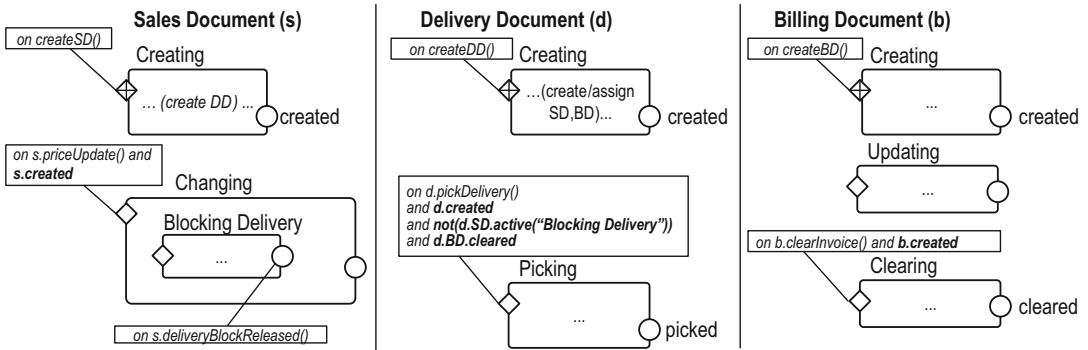 Sales Document (s)
on createSD()
Creating
... (create DD) ...
created
on s.priceUpdate() and
s.created
Changing
Blocking Delivery
...
on s.deliveryBlockReleased()
Delivery Document (d)
on createDD()
Creating
...(create/assign
SD,BD)...
created
on d.pickDelivery()
and d.created
and not(d.SD.active(“Blocking Delivery”))
and d.BD.cleared
Picking
...
picked
Billing Document (b)
on createBD()
Creating
...
created
Updating
...
on b.clearInvoice() and b.created
Clearing
...
cleared